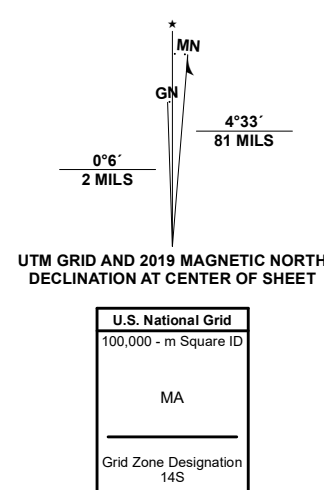 MN
GN
4°33´
81 MILS
0°6´
2 MILS
UTM GRID AND 2019 MAGNETIC NORTH
DECLINATION AT CENTER OF SHEET
U.S. National Grid
100,000 - m Square ID
MA
Grid Zone Designation
14S